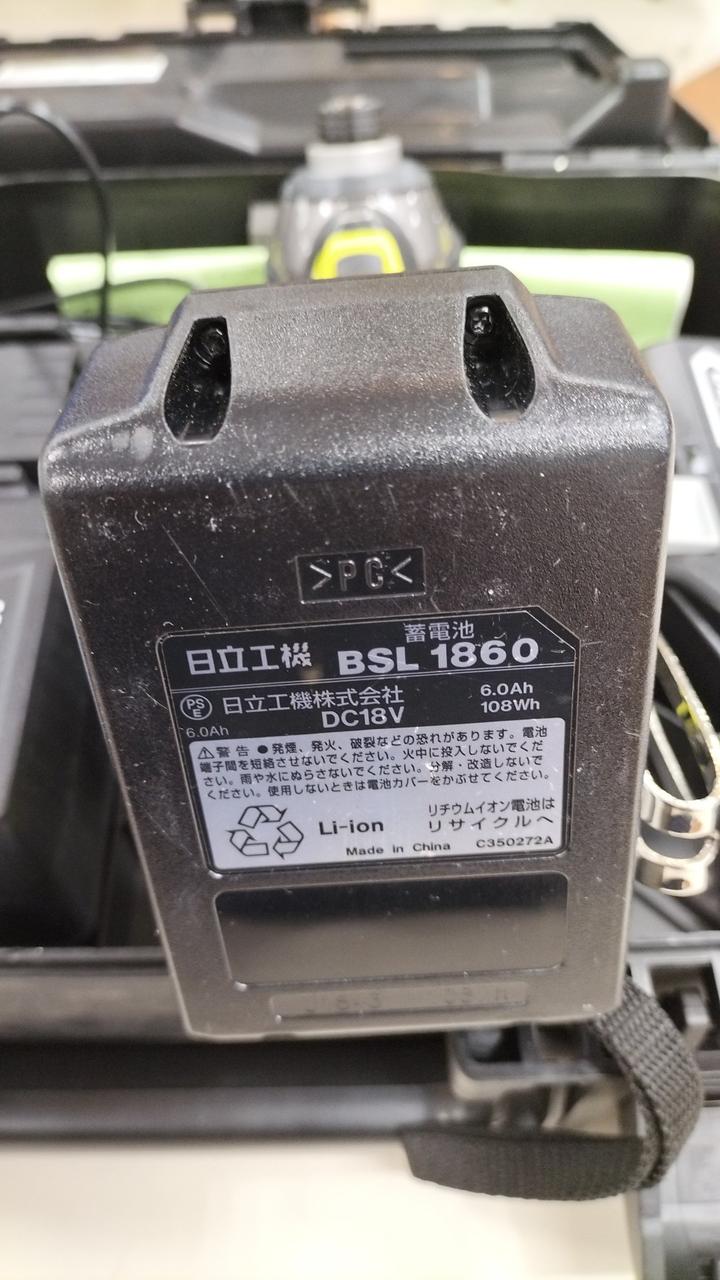 >PG<
蓄電池
日立工機 BSL 1860
PSE 日立工機株式会社 6.0Ah
DC18V 108Wh
6.0Ah
⚠警告 ●発煙、発火、破裂などの恐れがあります。電池
端子間を短絡させないでください。火中に投入しないでくだ
さい。雨や水にぬらさないでください。分解・改造しない
でください。使用しないときは電池カバーをかぶせてください。
Li-ion
リチウムイオン電池は
リサイクルへ
Made in China C350272A